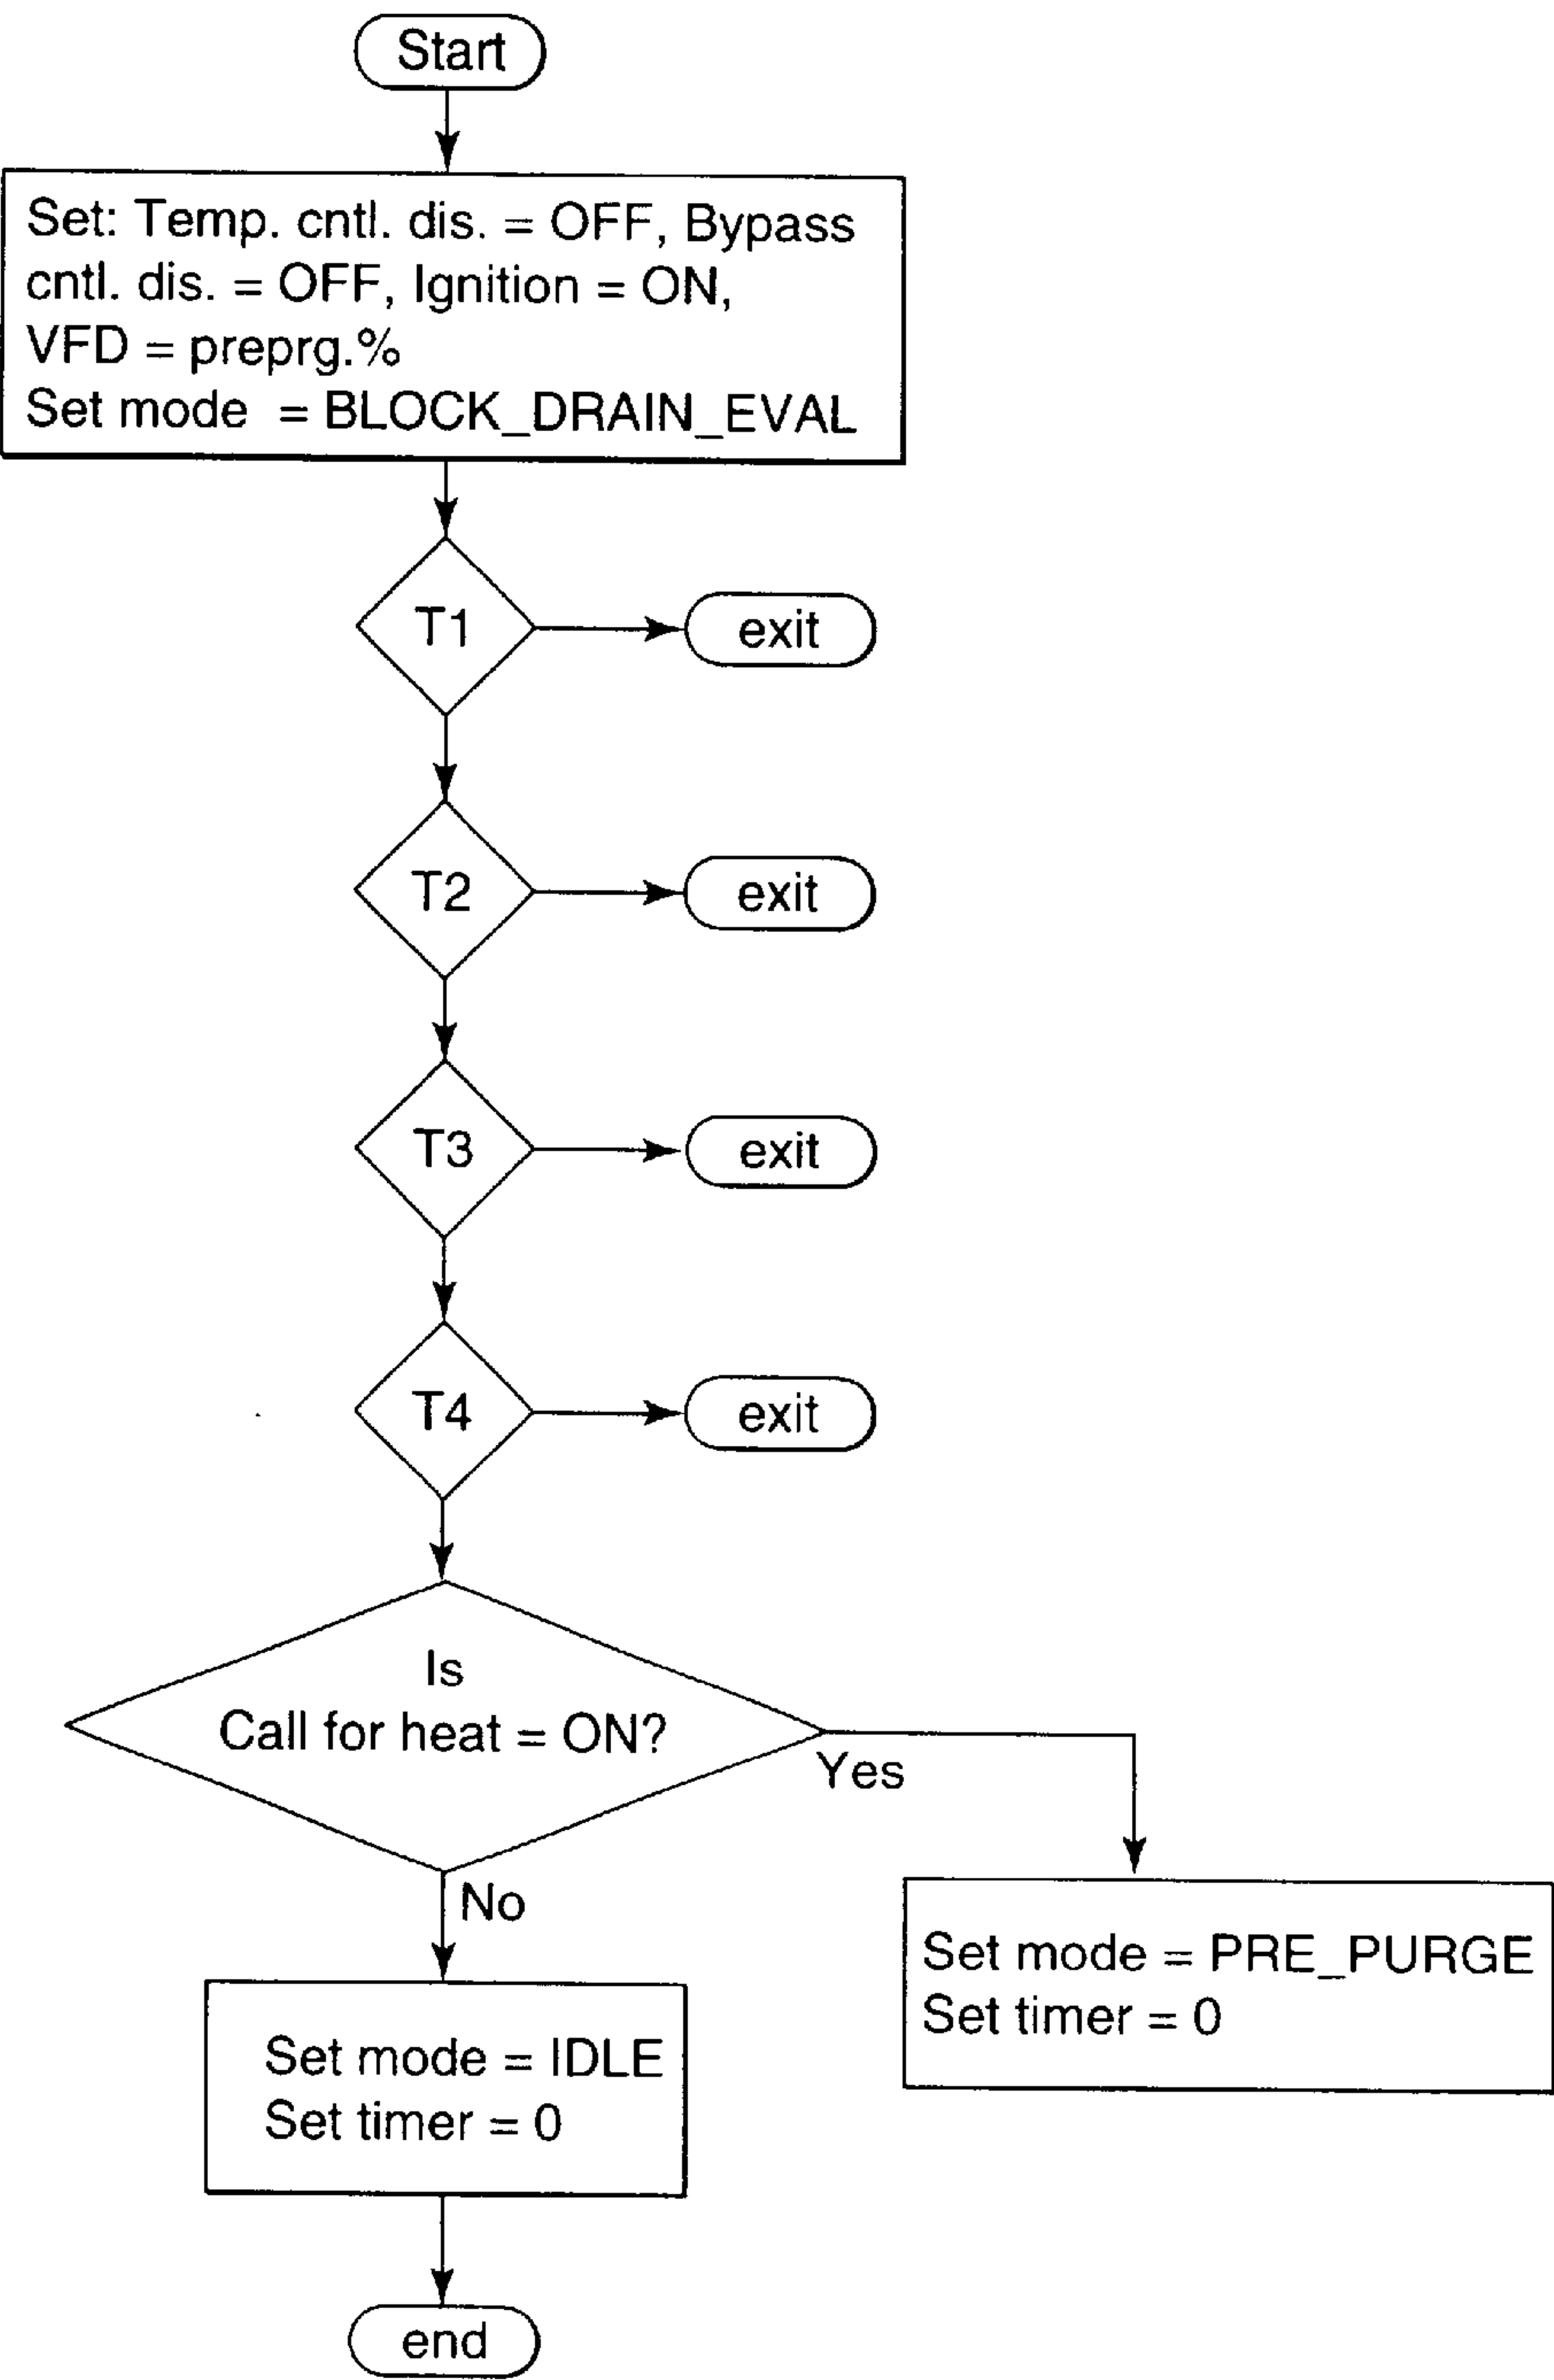 Start
Set: Temp. cntl. dis. = OFF, Bypass
cntl. dis. = OFF, Ignition = ON,
VFD = preprg.%
Set mode = BLOCK_DRAIN_EVAL
T1
exit
T2
exit
T3
exit
T4
exit
Is
Call for heat = ON?
Yes
No
Set mode = PRE_PURGE
Set timer = 0
Set mode = IDLE
Set timer = 0
end